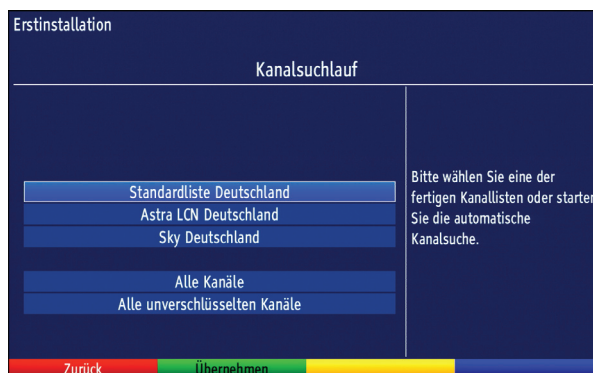 Erstinstallation
Kanalsuchlauf
Standardliste Deutschland
Astra LCN Deutschland
Sky Deutschland
Alle Kanäle
Alle unverschlüsselten Kanäle
Bitte wählen Sie eine der
fertigen Kanallisten oder starten
Sie die automatische
Kanalsuche.
Zurück
Übernehmen